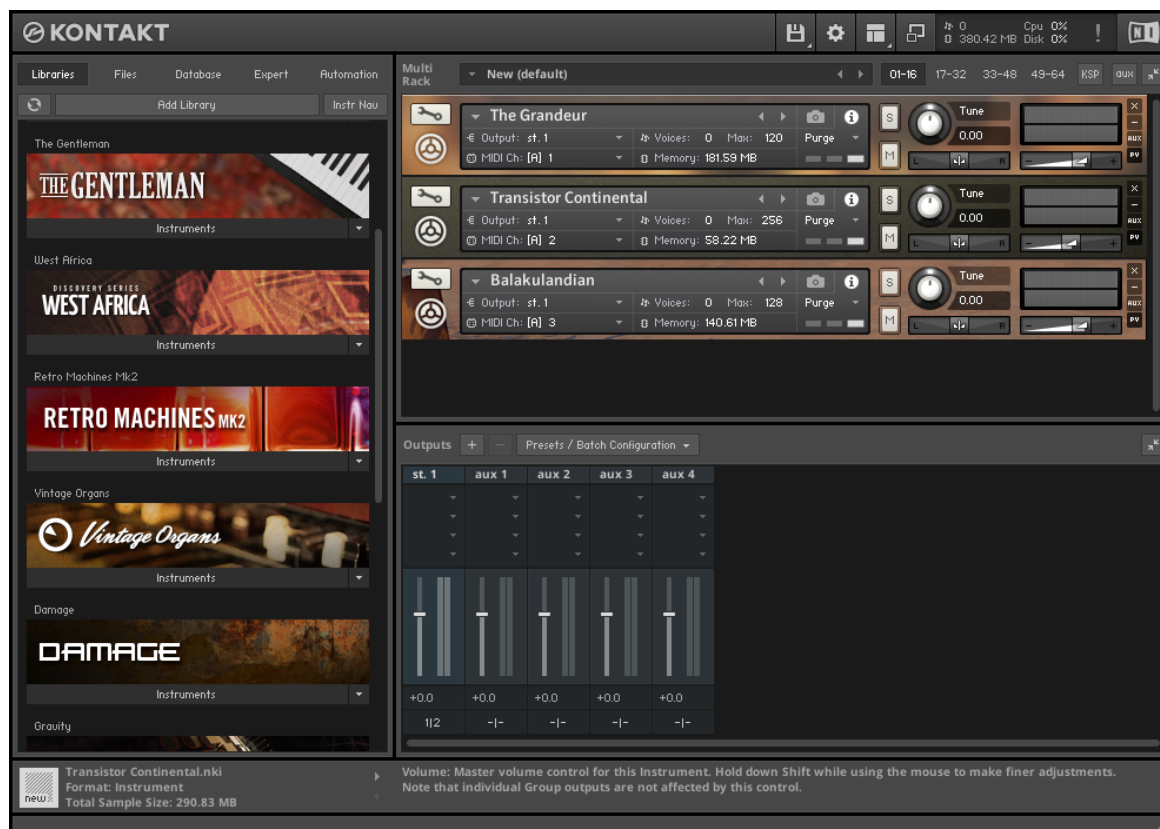 KONTAKT
0 Cpu 0%
380.42 MB Disk 0%
!
NI
Libraries Files Database Expert Automation
Add Library Instr Nav
The Gentleman
THE GENTLEMAN
Instruments
West Africa
DISCOVERY SERIES
WEST AFRICA
Instruments
Retro Machines Mk2
RETRO MACHINES MK2
Instruments
Vintage Organs
Vintage Organs
Instruments
Damage
DAMAGE
Instruments
Gravity
Multi
Rack
New (default) 01-16 17-32 33-48 49-64 KSP aux
The Grandeur
Output: st. 1 Voices: 0 Max: 120 Purge
MIDI Ch: [A] 1 Memory: 181.59 MB
S
M
Tune
0.00
L R
- +
×
-
AUX
PV
Transistor Continental
Output: st. 1 Voices: 0 Max: 256 Purge
MIDI Ch: [A] 2 Memory: 58.22 MB
S
M
Tune
0.00
L R
- +
×
-
AUX
PV
Balakulandian
Output: st. 1 Voices: 0 Max: 128 Purge
MIDI Ch: [A] 3 Memory: 140.61 MB
S
M
Tune
0.00
L R
- +
×
-
AUX
PV
Outputs + - Presets / Batch Configuration
st. 1 aux 1 aux 2 aux 3 aux 4
+0.0 +0.0 +0.0 +0.0 +0.0
1|2 -|- -|- -|- -|-
new
Transistor Continental.nki
Format: Instrument
Total Sample Size: 290.83 MB
Volume: Master volume control for this Instrument. Hold down Shift while using the mouse to make finer adjustments.
Note that individual Group outputs are not affected by this control.